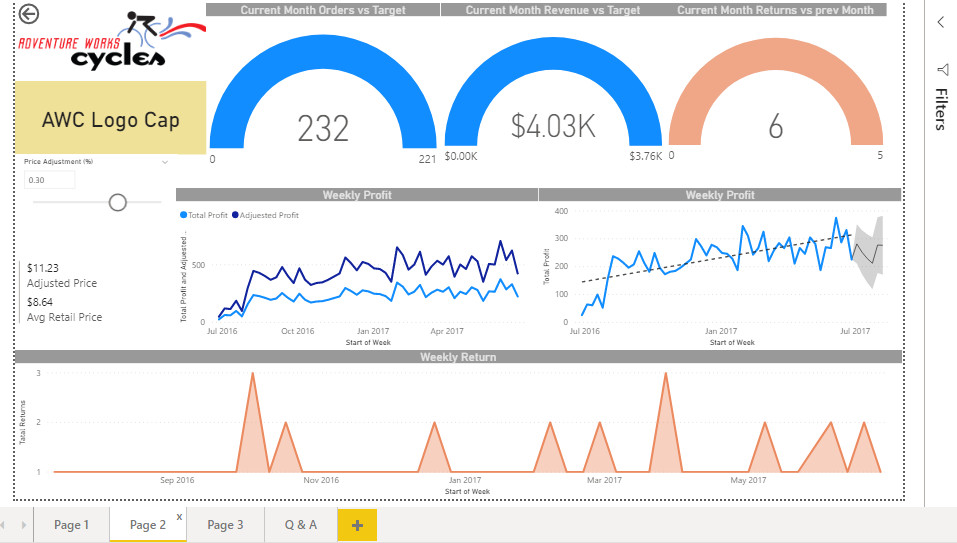 Current Month Orders vs Target
Current Month Revenue vs Target
Current Month Returns vs prev Month
ADVENTURE WORKS
cycles
AWC Logo Cap
232
0
221
$4.03K
$0.00K
$3.76K
6
0
5
Filters
Price Adjustment (%)
0.30
$11.23
Adjusted Price
$8.64
Avg Retail Price
Weekly Profit
Total Profit
Adjuested Profit
Total Profit and Adjuested ..
500
0
Jul 2016
Oct 2016
Jan 2017
Apr 2017
Start of Week
Weekly Profit
Total Profit
400
300
200
100
0
Jul 2016
Jan 2017
Jul 2017
Start of Week
Weekly Return
Total Returns
3
2
1
Sep 2016
Nov 2016
Jan 2017
Mar 2017
May 2017
Start of Week
Page 1
Page 2
x
Page 3
Q & A
+